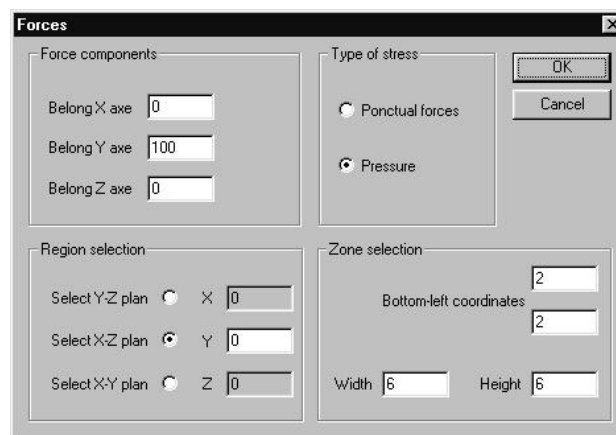 Forces
Force components
Belong X axe 0
Belong Y axe 100
Belong Z axe 0
Type of stress
Ponctual forces
Pressure
OK
Cancel
Region selection
Select Y-Z plan X 0
Select X-Z plan Y 0
Select X-Y plan Z 0
Zone selection
2
Bottom-left coordinates
2
Width 6 Height 6